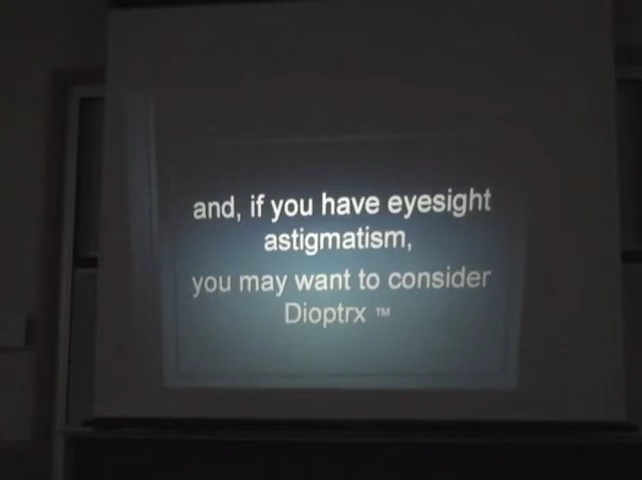 and, if you have eyesight
astigmatism,
you may want to consider
Dioptrx ™